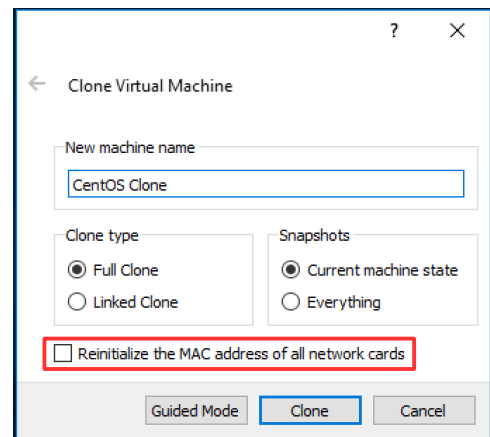 ?
Clone Virtual Machine
New machine name
CentOS Clone
Clone type
Full Clone
Linked Clone
Snapshots
Current machine state
Everything
Reinitialize the MAC address of all network cards
Guided Mode
Clone
Cancel